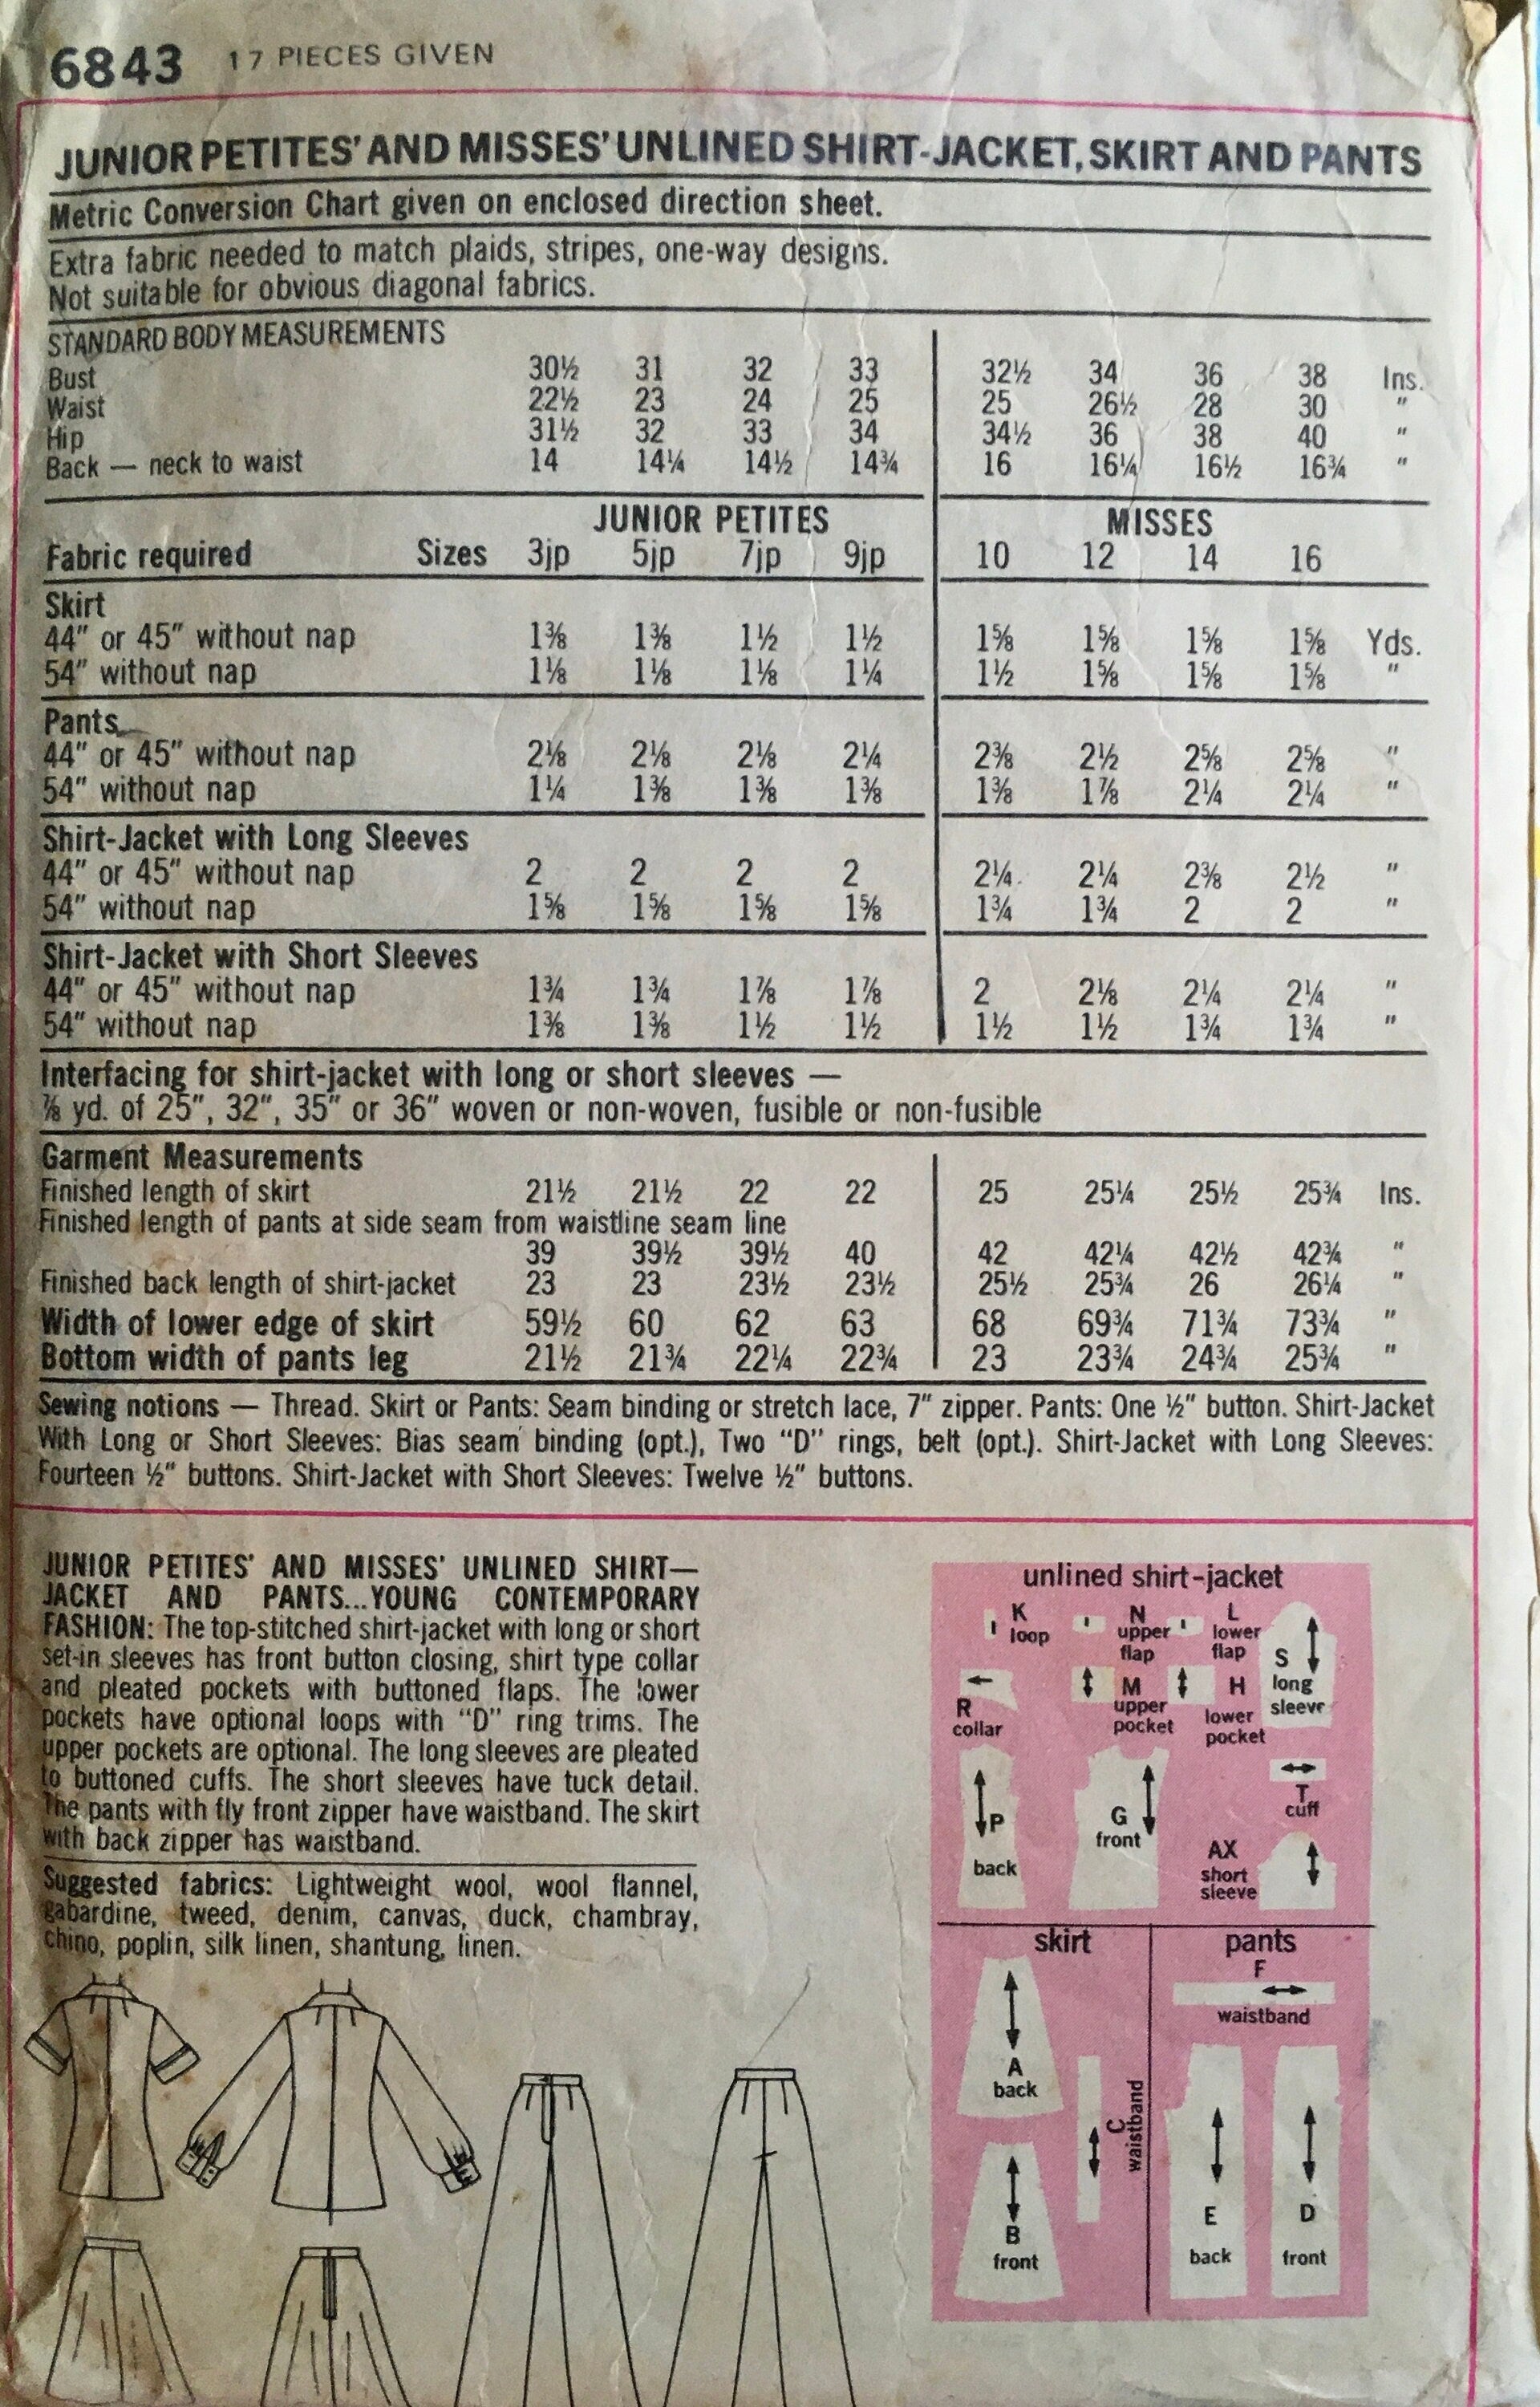 6843 17 PIECES GIVEN
JUNIOR PETITES' AND MISSES' UNLINED SHIRT-JACKET, SKIRT AND PANTS
Metric Conversion Chart given on enclosed direction sheet.
Extra fabric needed to match plaids, stripes, one-way designs.
Not suitable for obvious diagonal fabrics.
STANDARD BODY MEASUREMENTS
Bust 30½ 31 32 33 32½ 34 36 38 Ins.
Waist 22½ 23 24 25 25 26½ 28 30 "
Hip 31½ 32 33 34 34½ 36 38 40 "
Back — neck to waist 14 14¼ 14½ 14¾ 16 16¼ 16½ 16¾ "
JUNIOR PETITES MISSES
Fabric required Sizes 3jp 5jp 7jp 9jp 10 12 14 16
Skirt
44" or 45" without nap 1⅜ 1⅜ 1½ 1½ 1⅝ 1⅝ 1⅝ 1⅝ Yds.
54" without nap 1⅛ 1⅛ 1⅛ 1¼ 1½ 1⅝ 1⅝ 1⅝ "
Pants
44" or 45" without nap 2⅛ 2⅛ 2⅛ 2¼ 2⅜ 2½ 2⅝ 2⅝ "
54" without nap 1¼ 1⅜ 1⅜ 1⅜ 1⅜ 1⅞ 2¼ 2¼ "
Shirt-Jacket with Long Sleeves
44" or 45" without nap 2 2 2 2 2¼ 2¼ 2⅜ 2½ "
54" without nap 1⅝ 1⅝ 1⅝ 1⅝ 1¾ 1¾ 2 2 "
Shirt-Jacket with Short Sleeves
44" or 45" without nap 1¾ 1¾ 1⅞ 1⅞ 2 2⅛ 2¼ 2¼ "
54" without nap 1⅜ 1⅜ 1½ 1½ 1½ 1½ 1¾ 1¾ "
Interfacing for shirt-jacket with long or short sleeves —
⅞ yd. of 25", 32", 35" or 36" woven or non-woven, fusible or non-fusible
Garment Measurements
Finished length of skirt 21½ 21½ 22 22 25 25¼ 25½ 25¾ Ins.
Finished length of pants at side seam from waistline seam line
39 39½ 39½ 40 42 42¼ 42½ 42¾ "
Finished back length of shirt-jacket 23 23 23½ 23½ 25½ 25¾ 26 26¼ "
Width of lower edge of skirt 59½ 60 62 63 68 69¾ 71¾ 73¾ "
Bottom width of pants leg 21½ 21¾ 22¼ 22¾ 23 23¾ 24¾ 25¾ "
Sewing notions — Thread. Skirt or Pants: Seam binding or stretch lace, 7" zipper. Pants: One ½" button. Shirt-Jacket
With Long or Short Sleeves: Bias seam binding (opt.), Two "D" rings, belt (opt.). Shirt-Jacket with Long Sleeves:
Fourteen ½" buttons. Shirt-Jacket with Short Sleeves: Twelve ½" buttons.
JUNIOR PETITES' AND MISSES' UNLINED SHIRT—
JACKET AND PANTS...YOUNG CONTEMPORARY
FASHION: The top-stitched shirt-jacket with long or short
set-in sleeves has front button closing, shirt type collar
and pleated pockets with buttoned flaps. The lower
pockets have optional loops with "D" ring trims. The
upper pockets are optional. The long sleeves are pleated
to buttoned cuffs. The short sleeves have tuck detail.
The pants with fly front zipper have waistband. The skirt
with back zipper has waistband.
Suggested fabrics: Lightweight wool, wool flannel,
gabardine, tweed, denim, canvas, duck, chambray,
chino, poplin, silk linen, shantung, linen.
unlined shirt-jacket
K
loop
N
upper
flap
L
lower
flap
S
long
sleeve
R
collar
M
upper
pocket
H
lower
pocket
P
back
G
front
T
cuff
AX
short
sleeve
skirt
A
back
C
waistband
B
front
pants
F
waistband
E
back
D
front